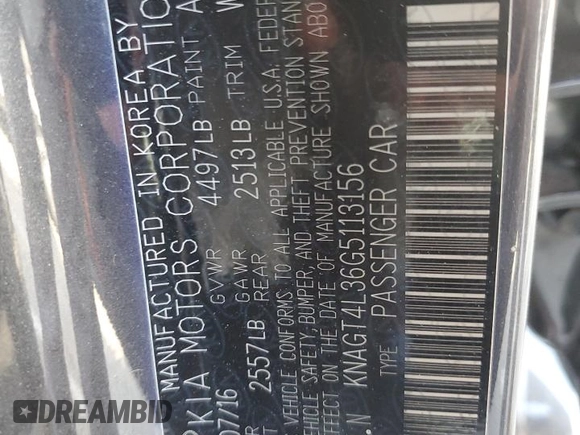 MANUFACTURED IN KOREA BY
KIA MOTORS CORPORATIO
07/16 GVWR 4497LB PAINT
2557LB GAWR REAR 2513LB TRIM
VEHICLE CONFORMS TO ALL APPLICABLE U.S.A. FEDER
VEHICLE SAFETY, BUMPER, AND THEFT PREVENTION STAN
EFFECT ON THE DATE OF MANUFACTURE SHOWN ABO
.N KNAGT4L36G5113156
TYPE PASSENGER CAR
DREAMBID